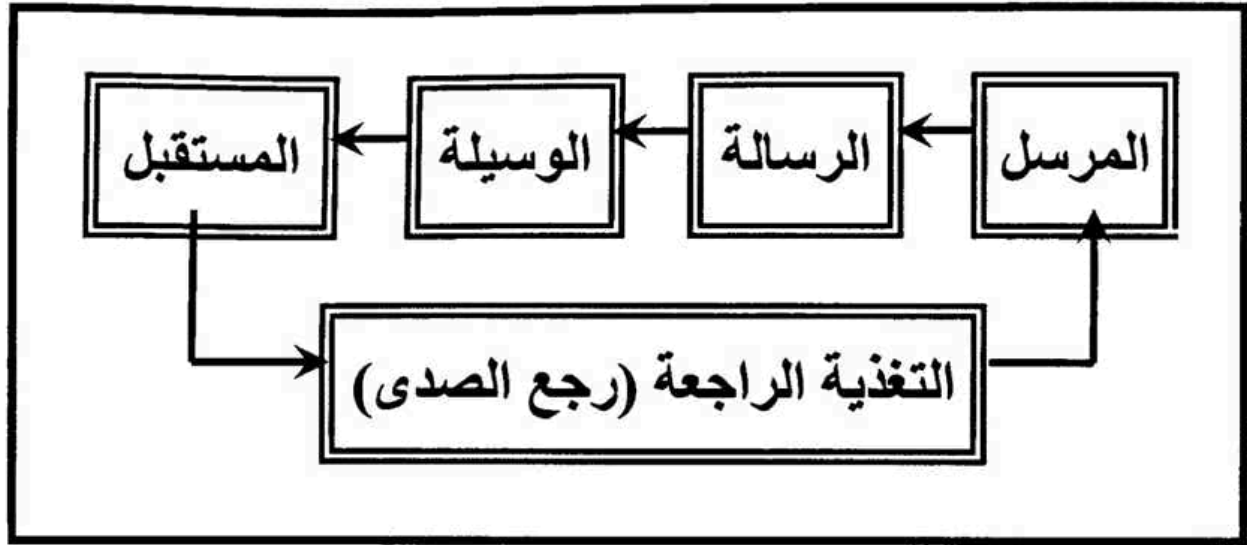 المرسل
الرسالة
الوسيلة
المستقبل
التغذية الراجعة (رجع الصدى)